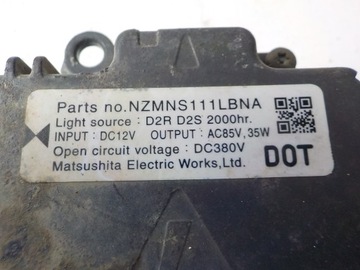 Parts no.NZMNS111LBNA
Light source : D2R D2S 2000hr.
INPUT : DC12V OUTPUT : AC85V, 35W
Open circuit voltage : DC380V
Matsushita Electric Works,Ltd.
DOT